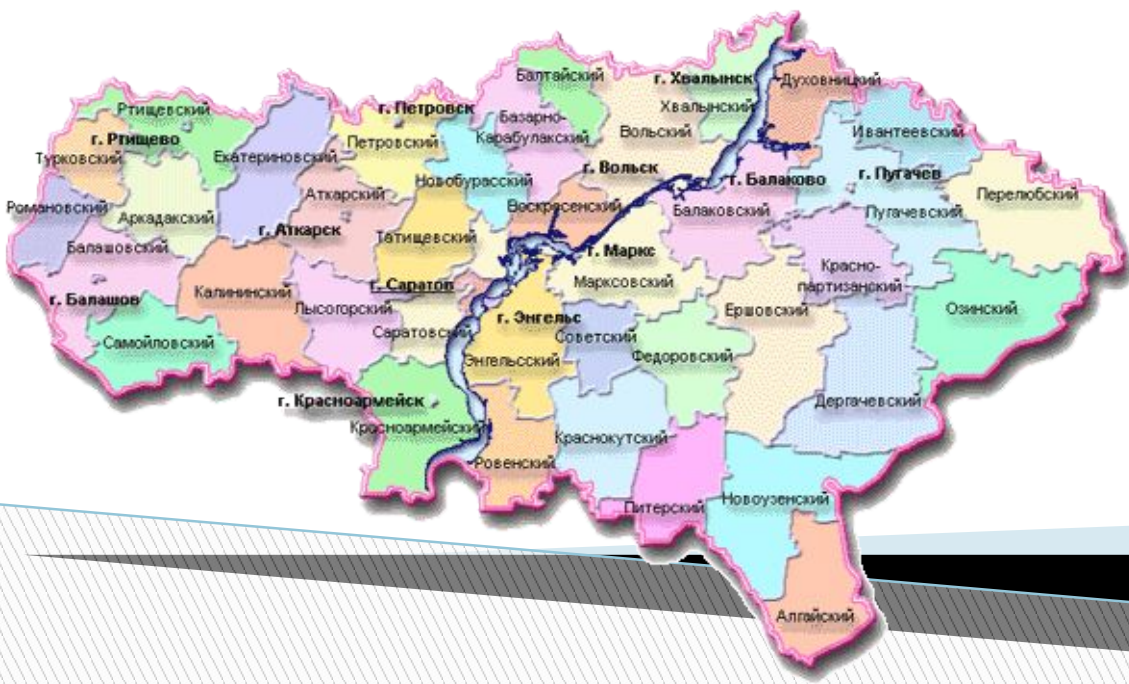 Балтайский
г. Хвалынск
Духовницкий
Ртищевский
г. Петровск
Базарно-
Карабулакский
Хвалынский
Вольский
Ивантеевский
г. Ртищево
Турковский
Екатериновский
Петровский
г. Вольск
г. Балаково
г. Пугачев
Новобурасский
Аткарский
Перелюбский
Романовский
Аркадакский
Воскресенский
Балаковский
Пугачевский
г. Аткарск
Татищевский
Балашовский
г. Маркс
Красно-
партизанский
г. Саратов
Марксовский
Калининский
г. Балашов
Лысогорский
Ершовский
Озинский
г. Энгельс
Саратовский
Советский
Самойловский
Энгельсский
Федоровский
г. Красноармейск
Дергачевский
Красноармейский
Краснокутский
Ровенский
Новоузенский
Питерский
Алгайский